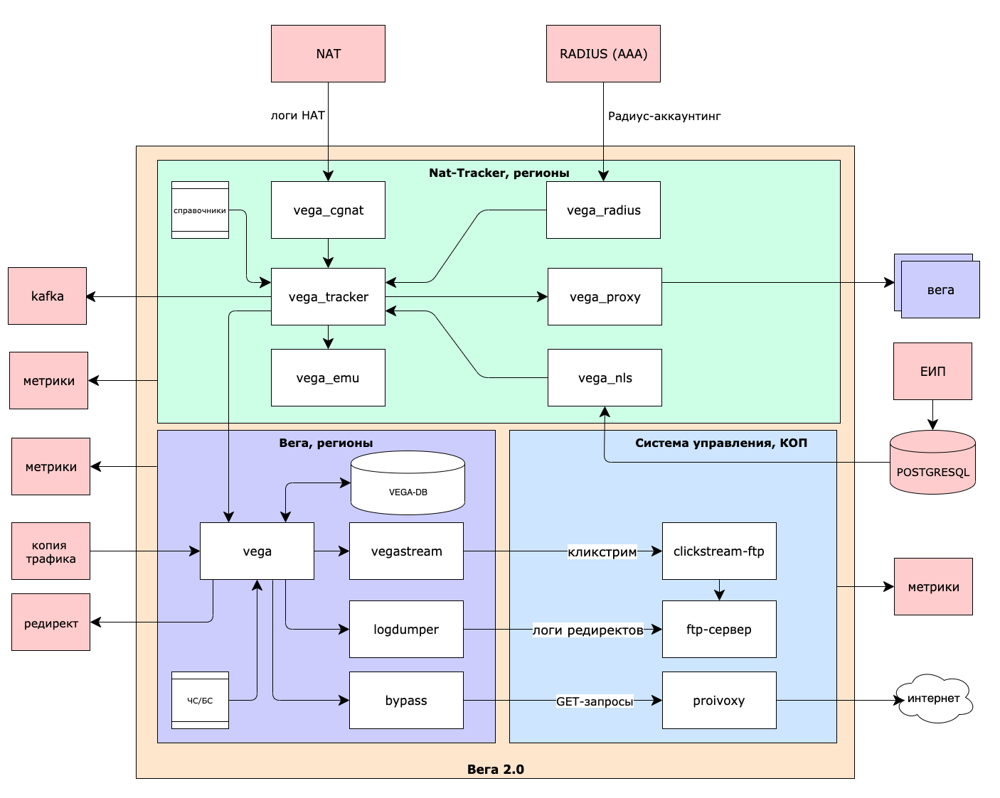 NAT
RADIUS (AAA)
логи НАТ
Радиус-аккаунтинг
Nat-Tracker, регионы
справочники
vega_cgnat
vega_radius
kafka
vega_tracker
vega_proxy
вега
метрики
vega_emu
vega_nls
ЕИП
Вега, регионы
Система управления, КОП
метрики
VEGA-DB
POSTGRESQL
копия
трафика
vega
vegastream
кликстрим
clickstream-ftp
метрики
редирект
logdumper
логи редиректов
ftp-сервер
ЧС/БС
bypass
GET-запросы
proivoxy
интернет
Вега 2.0